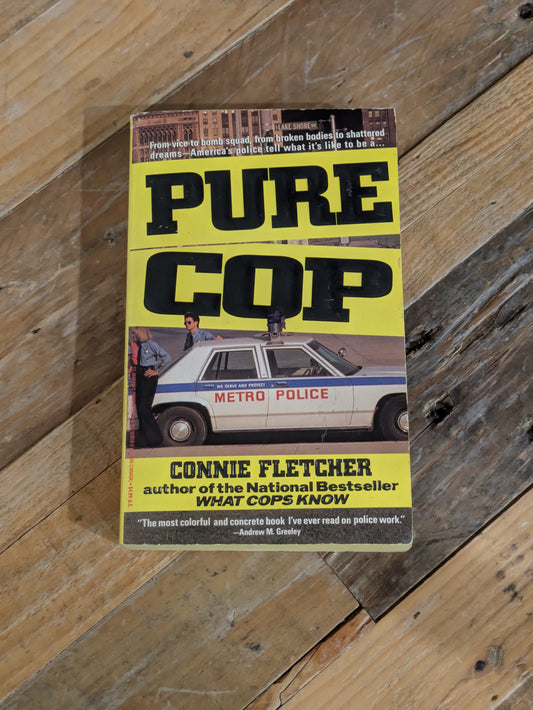 LAKE SHORE
From vice to bomb squad, from broken bodies to shattered
dreams—America's police tell what it's like to be a...
PURE
COP
WE SERVE AND PROTECT
METRO POLICE
CONNIE FLETCHER
author of the National Bestseller
WHAT COPS KNOW
"The most colorful and concrete book I've ever read on police work."
—Andrew M. Greeley